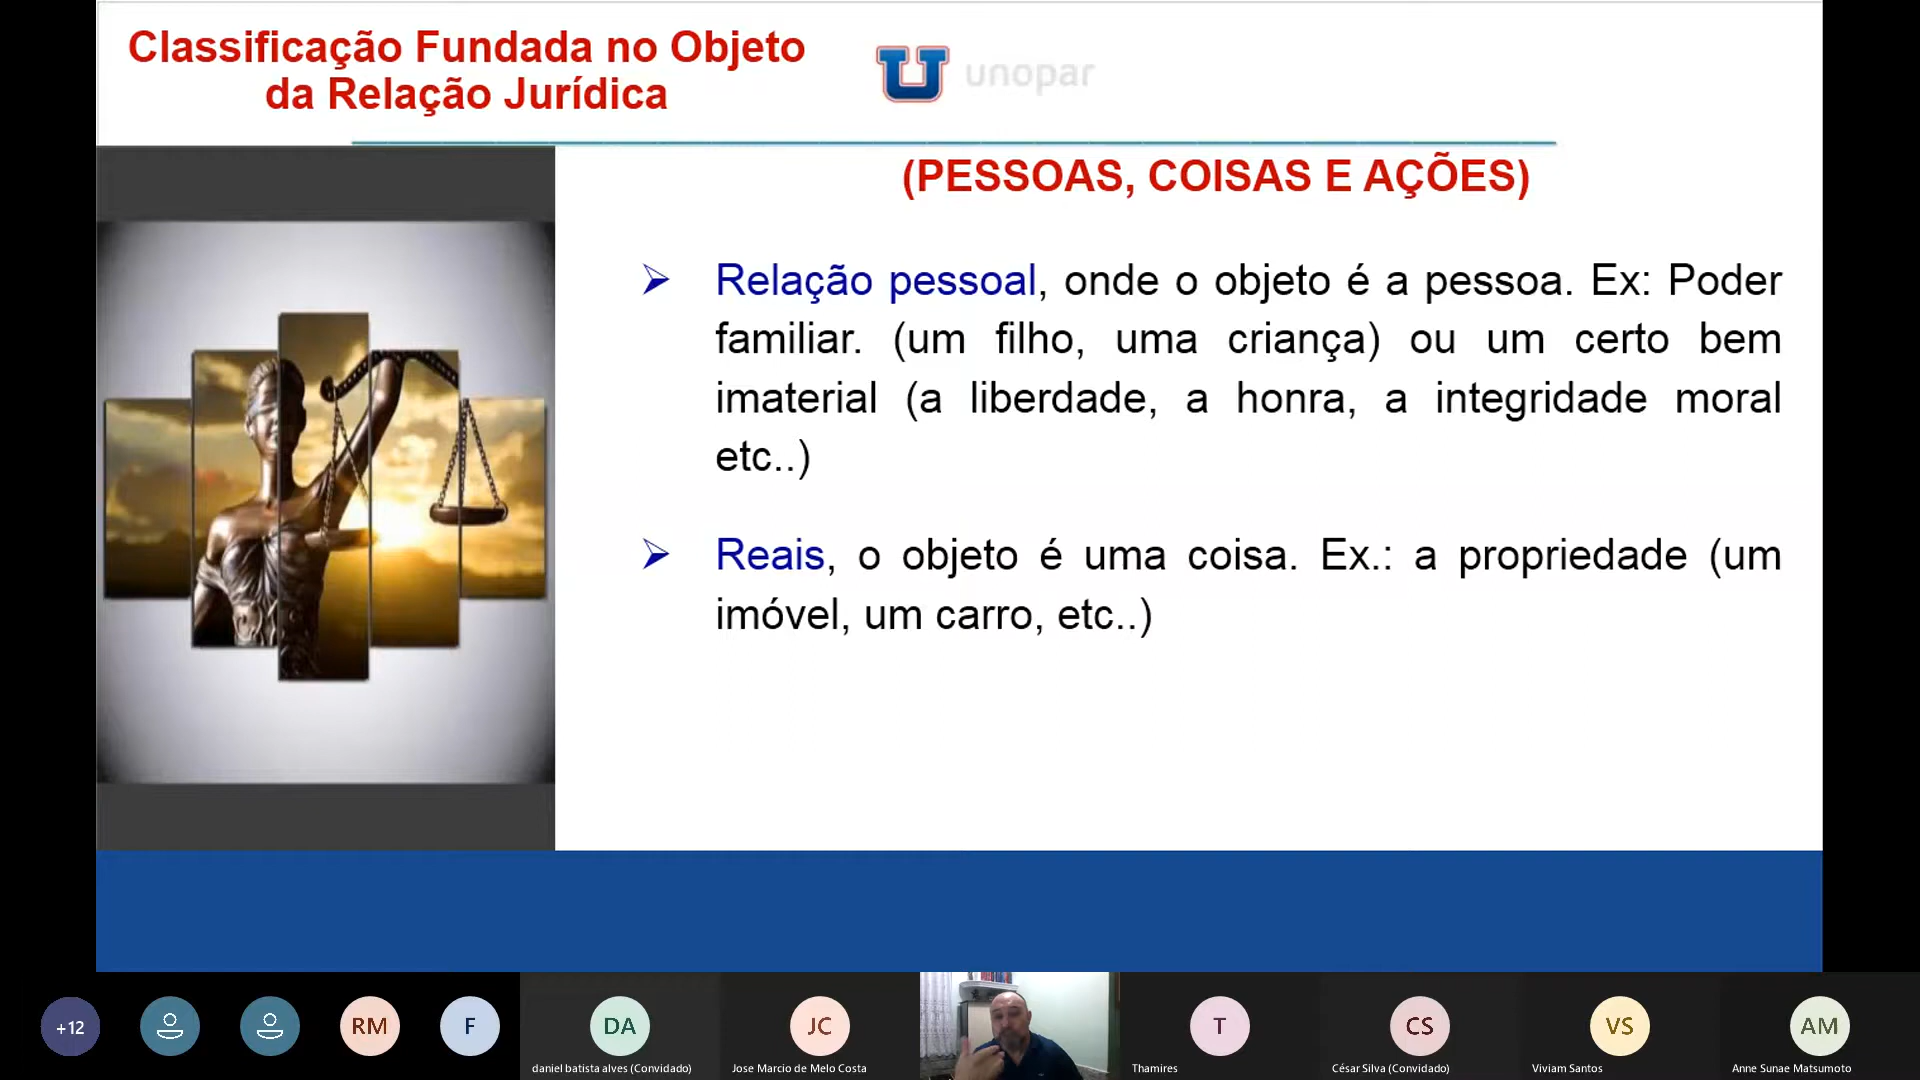 Classificação Fundada no Objeto
da Relação Jurídica
unopar
(PESSOAS, COISAS E AÇÕES)
Relação pessoal, onde o objeto é a pessoa. Ex: Poder
familiar. (um filho, uma criança) ou um certo bem
imaterial (a liberdade, a honra, a integridade moral
etc..)
Reais, o objeto é uma coisa. Ex.: a propriedade (um
imóvel, um carro, etc..)
+12
RM
F
DA
JC
T
CS
VS
AM
daniel batista alves (Convidado)
Jose Marcio de Melo Costa
Thamires
César Silva (Convidado)
Viviam Santos
Anne Sunae Matsumoto